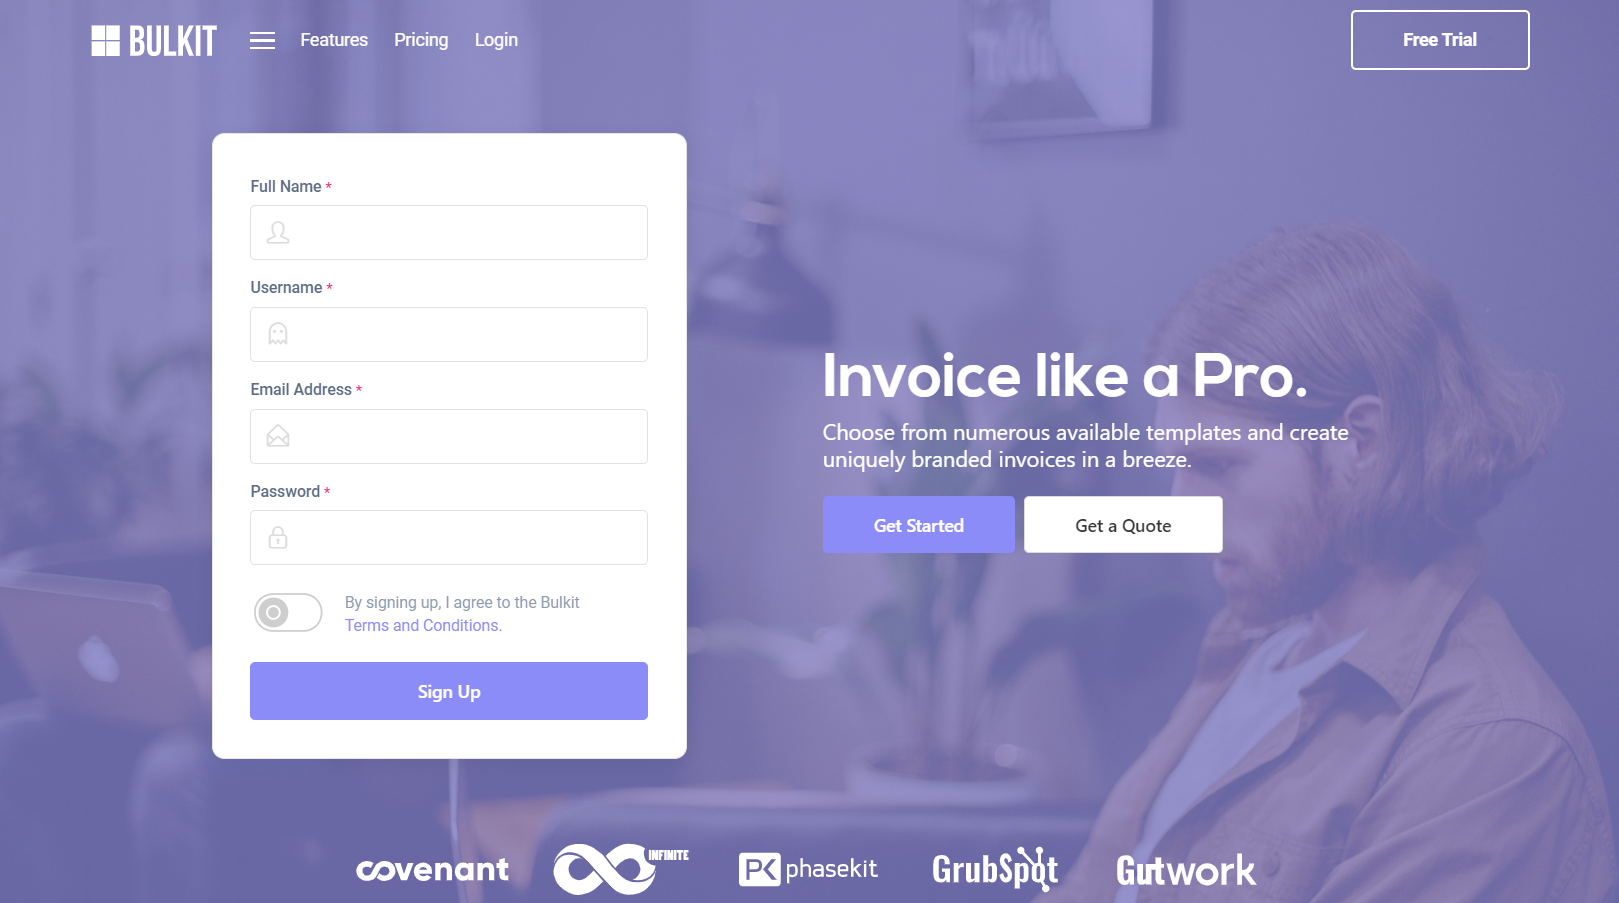 BULKIT
Features
Pricing
Login
Free Trial
Full Name *
Username *
Email Address *
Password *
By signing up, I agree to the Bulkit
Terms and Conditions.
Sign Up
Invoice like a Pro.
Choose from numerous available templates and create
uniquely branded invoices in a breeze.
Get Started
Get a Quote
covenant
INFINITE
PK phasekit
GrubSpot
Gutwork